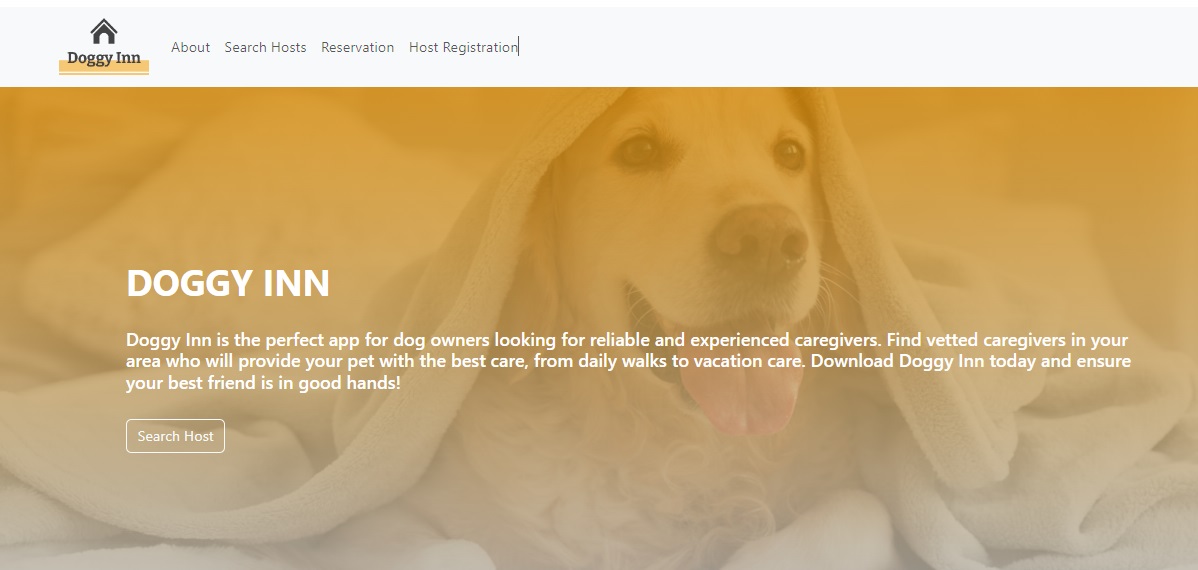 Doggy Inn
About Search Hosts Reservation Host Registration
DOGGY INN
Doggy Inn is the perfect app for dog owners looking for reliable and experienced caregivers. Find vetted caregivers in your
area who will provide your pet with the best care, from daily walks to vacation care. Download Doggy Inn today and ensure
your best friend is in good hands!
Search Host